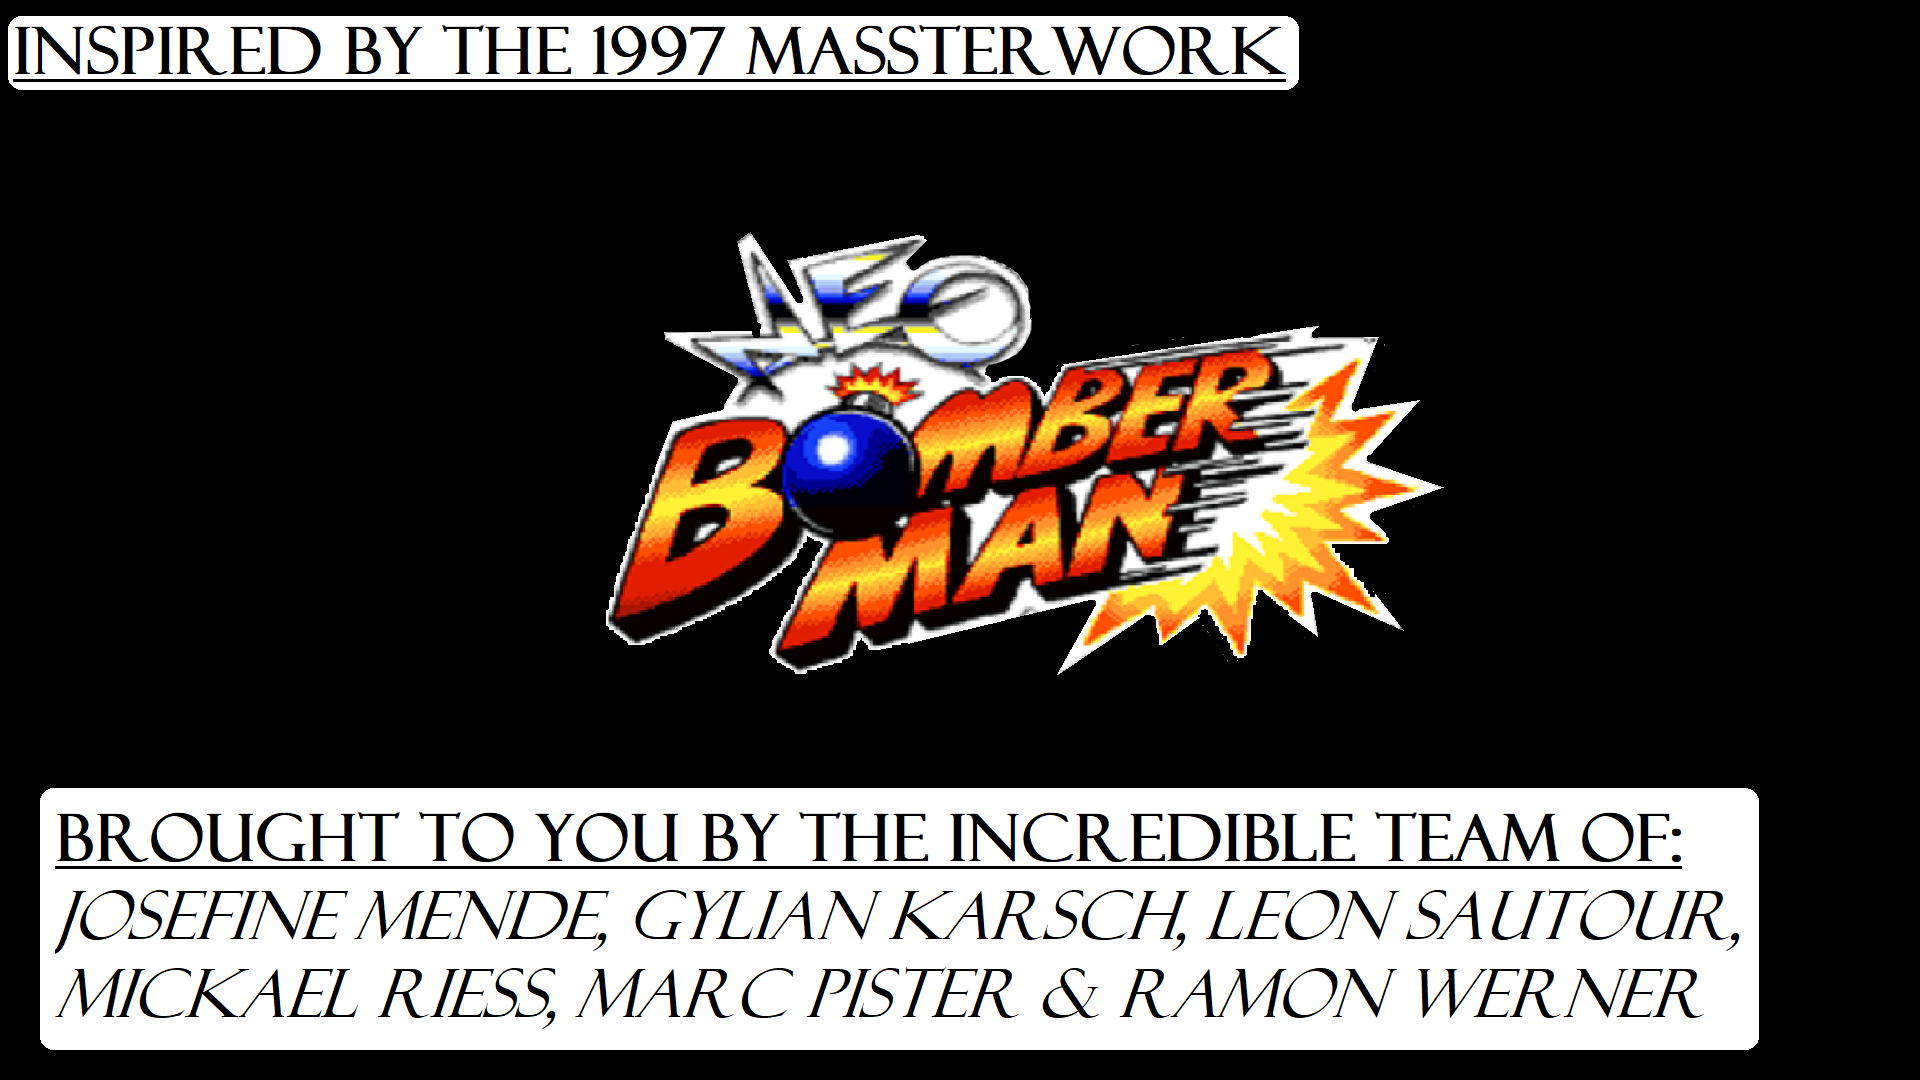 INSPIRED BY THE 1997 MASSTERWORK
NEO
BOMBER
MAN
BROUGHT TO YOU BY THE INCREDIBLE TEAM OF:
JOSEFINE MENDE, GYLIAN KARSCH, LEON SAUTOUR,
MICKAEL RIESS, MARC PISTER & RAMON WERNER